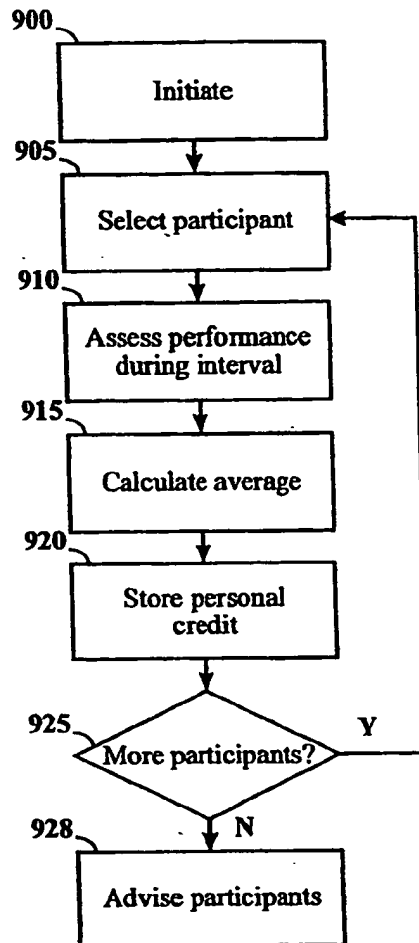 900
Initiate
905
Select participant
910
Assess performance
during interval
915
Calculate average
920
Store personal
credit
925
More participants?
Y
N
928
Advise participants